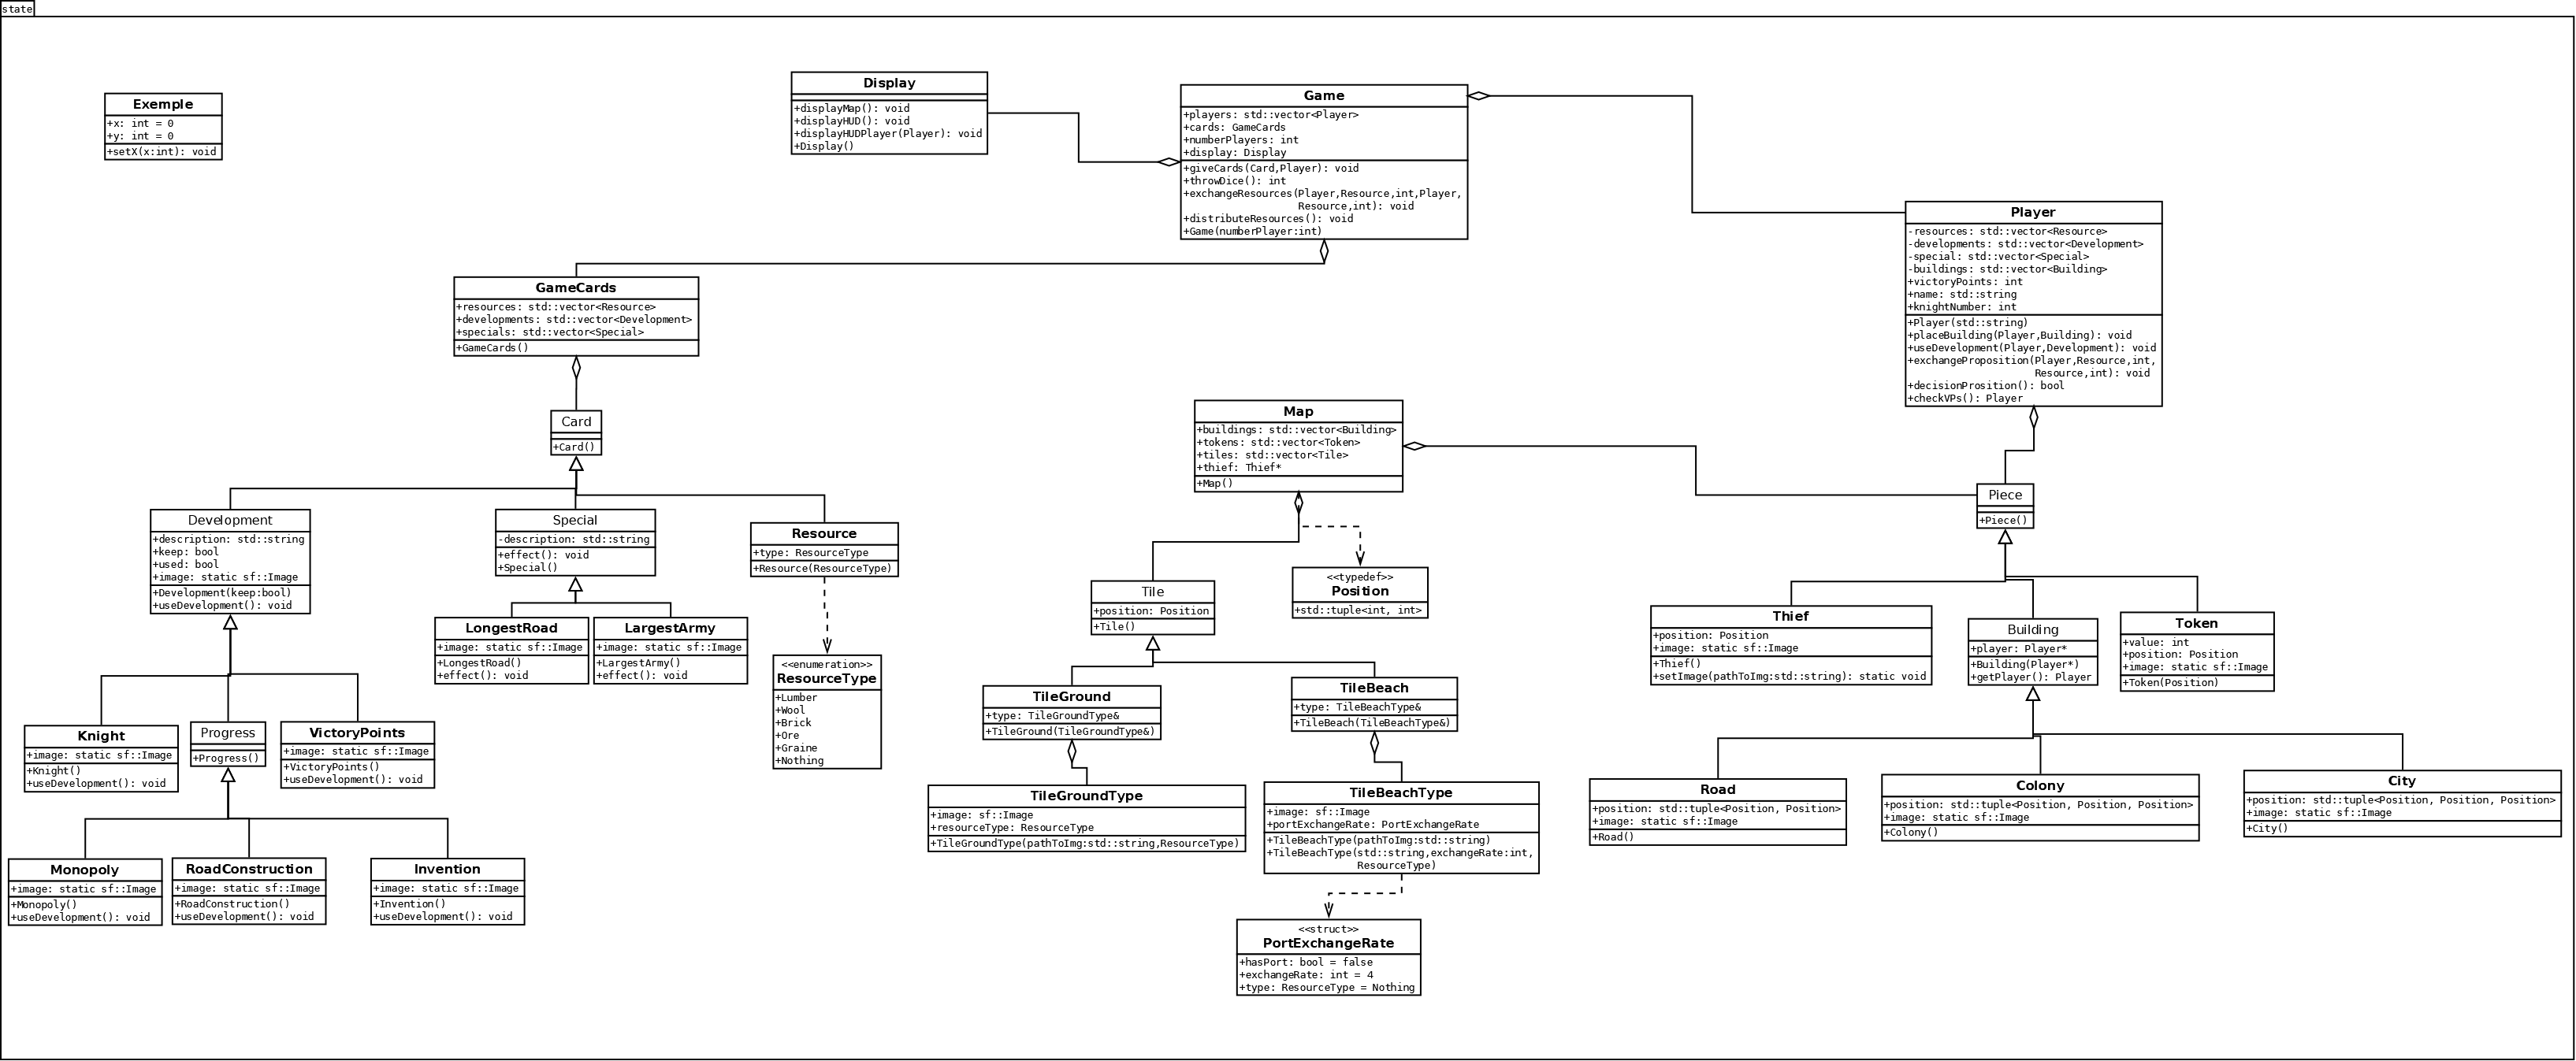 state
Exemple
+x: int = 0
+y: int = 0
+setX(x:int): void
Display
+displayMap(): void
+displayHUD(): void
+displayHUDPlayer(Player): void
+Display()
Game
+players: std::vector<Player>
+cards: GameCards
+numberPlayers: int
+display: Display
+giveCards(Card,Player): void
+throwDice(): int
+exchangeResources(Player,Resource,int,Player,
Resource,int): void
+distributeResources(): void
+Game(numberPlayer:int)
Player
-resources: std::vector<Resource>
-developments: std::vector<Development>
-special: std::vector<Special>
-buildings: std::vector<Building>
+victoryPoints: int
+name: std::string
+knightNumber: int
+Player(std::string)
+placeBuilding(Player,Building): void
+useDevelopment(Player,Development): void
+exchangeProposition(Player,Resource,int,
Resource,int): void
+decisionProsition(): bool
+checkVPs(): Player
GameCards
+resources: std::vector<Resource>
+developments: std::vector<Development>
+specials: std::vector<Special>
+GameCards()
Card
+Card()
Map
+buildings: std::vector<Building>
+tokens: std::vector<Token>
+tiles: std::vector<Tile>
+thief: Thief*
+Map()
Piece
+Piece()
Development
+description: std::string
+keep: bool
+used: bool
+image: static sf::Image
+Development(keep:bool)
+useDevelopment(): void
Special
-description: std::string
+effect(): void
+Special()
Resource
+type: ResourceType
+Resource(ResourceType)
Tile
+position: Position
+Tile()
<<typedef>>
Position
+std::tuple<int, int>
Thief
+position: Position
+image: static sf::Image
+Thief()
+setImage(pathToImg:std::string): static void
Building
+player: Player*
+Building(Player*)
+getPlayer(): Player
Token
+value: int
+position: Position
+image: static sf::Image
+Token(Position)
LongestRoad
+image: static sf::Image
+LongestRoad()
+effect(): void
LargestArmy
+image: static sf::Image
+LargestArmy()
+effect(): void
<<enumeration>>
ResourceType
+Lumber
+Wool
+Brick
+Ore
+Graine
+Nothing
TileGround
+type: TileGroundType&
+TileGround(TileGroundType&)
TileBeach
+type: TileBeachType&
+TileBeach(TileBeachType&)
Knight
+image: static sf::Image
+Knight()
+useDevelopment(): void
Progress
+Progress()
VictoryPoints
+image: static sf::Image
+VictoryPoints()
+useDevelopment(): void
TileGroundType
+image: sf::Image
+resourceType: ResourceType
+TileGroundType(pathToImg:std::string,ResourceType)
TileBeachType
+image: sf::Image
+portExchangeRate: PortExchangeRate
+TileBeachType(pathToImg:std::string)
+TileBeachType(std::string,exchangeRate:int,
ResourceType)
Road
+position: std::tuple<Position, Position>
+image: static sf::Image
+Road()
Colony
+position: std::tuple<Position, Position, Position>
+image: static sf::Image
+Colony()
City
+position: std::tuple<Position, Position, Position>
+image: static sf::Image
+City()
Monopoly
+image: static sf::Image
+Monopoly()
+useDevelopment(): void
RoadConstruction
+image: static sf::Image
+RoadConstruction()
+useDevelopment(): void
Invention
+image: static sf::Image
+Invention()
+useDevelopment(): void
<<struct>>
PortExchangeRate
+hasPort: bool = false
+exchangeRate: int = 4
+type: ResourceType = Nothing